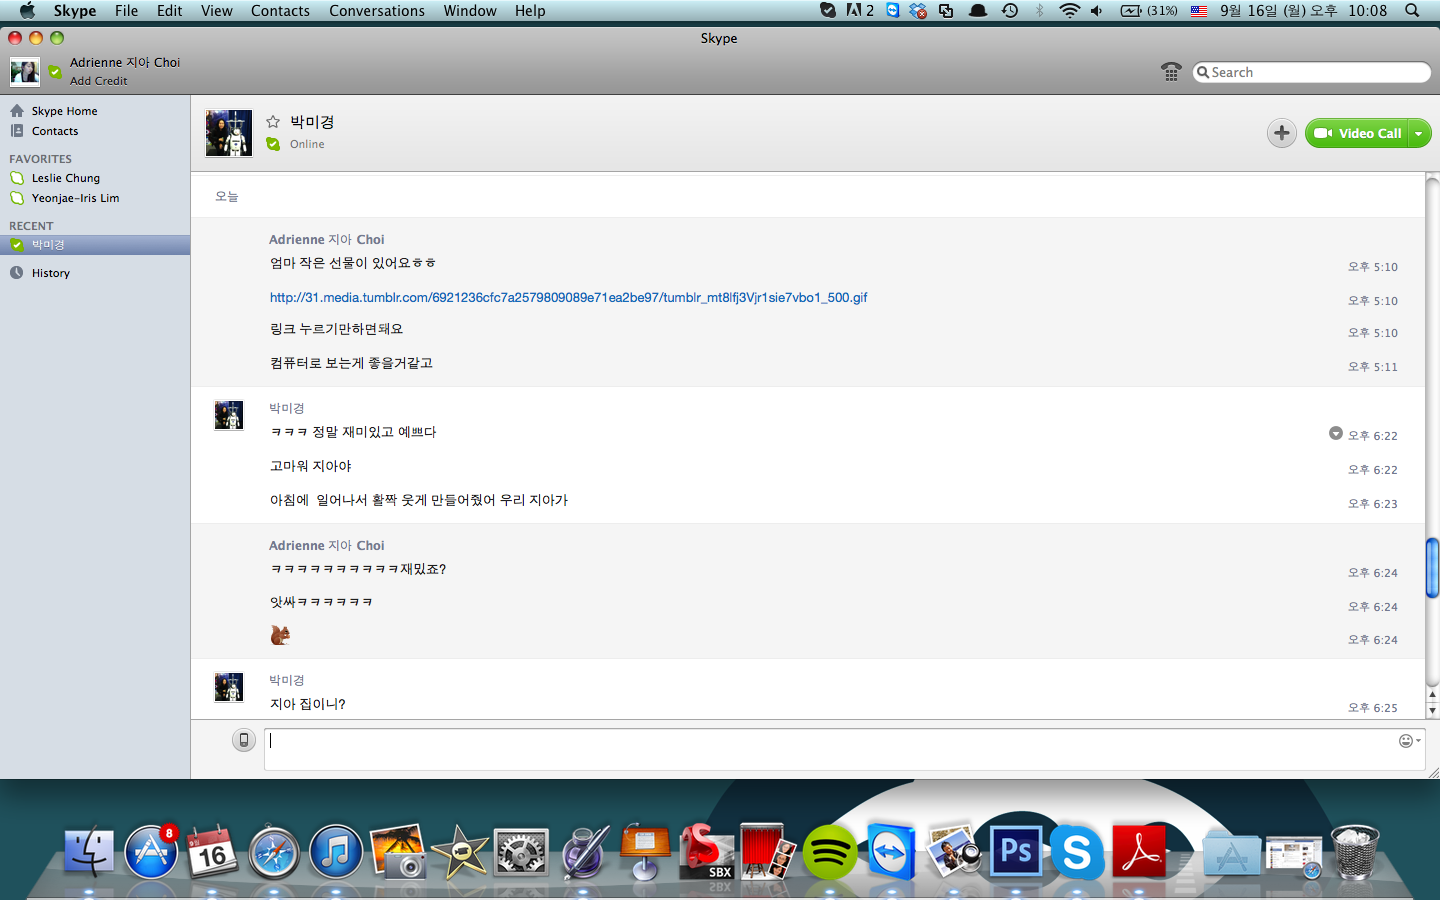 Skype File Edit View Contacts Conversations Window Help 2 (31%) 9월 16일 (월) 오후 10:08
Skype
Adrienne 지아 Choi
Add Credit
Search
Skype Home
Contacts
FAVORITES
Leslie Chung
Yeonjae-Iris Lim
RECENT
박미경
History
박미경
Online
Video Call
오늘
Adrienne 지아 Choi
엄마 작은 선물이 있어요ㅎㅎ 오후 5:10
http://31.media.tumblr.com/6921236cfc7a2579809089e71ea2be97/tumblr_mt8lfj3Vjr1sie7vbo1_500.gif 오후 5:10
링크 누르기만하면돼요 오후 5:10
컴퓨터로 보는게 좋을거같고 오후 5:11
박미경
ㅋㅋㅋ 정말 재미있고 예쁘다 오후 6:22
고마워 지아야 오후 6:22
아침에 일어나서 활짝 웃게 만들어줬어 우리 지아가 오후 6:23
Adrienne 지아 Choi
ㅋㅋㅋㅋㅋㅋㅋㅋㅋㅋ재밌죠? 오후 6:24
앗싸ㅋㅋㅋㅋㅋㅋ 오후 6:24
오후 6:24
박미경
지아 집이니? 오후 6:25
8
9월
16
S
SBX
Ps
S